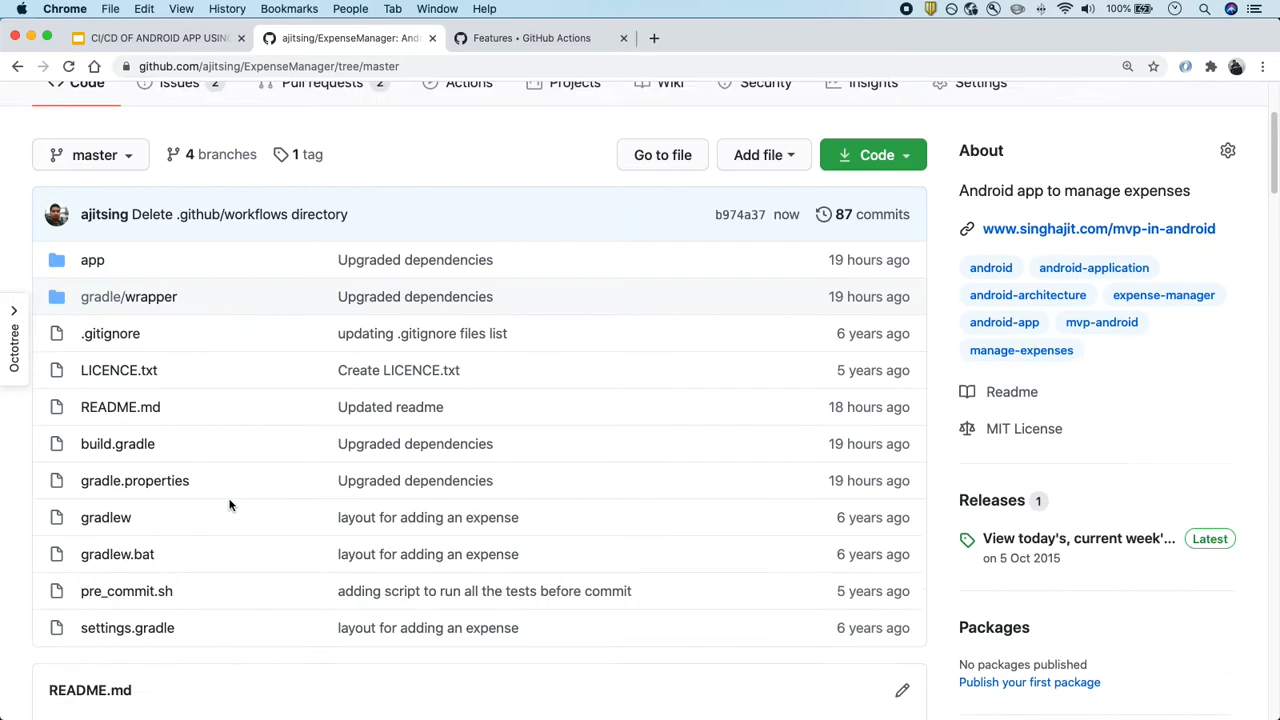 Chrome File Edit View History Bookmarks People Tab Window Help 100%
CI/CD OF ANDROID APP USING
ajitsing/ExpenseManager: And
Features • GitHub Actions
github.com/ajitsing/ExpenseManager/tree/master
Code Issues 2 Pull requests 2 Actions Projects Wiki Security Insights Settings
master 4 branches 1 tag Go to file Add file Code
ajitsing Delete .github/workflows directory b974a37 now 87 commits
app Upgraded dependencies 19 hours ago
gradle/wrapper Upgraded dependencies 19 hours ago
.gitignore updating .gitignore files list 6 years ago
LICENCE.txt Create LICENCE.txt 5 years ago
README.md Updated readme 18 hours ago
build.gradle Upgraded dependencies 19 hours ago
gradle.properties Upgraded dependencies 19 hours ago
gradlew layout for adding an expense 6 years ago
gradlew.bat layout for adding an expense 6 years ago
pre_commit.sh adding script to run all the tests before commit 5 years ago
settings.gradle layout for adding an expense 6 years ago
README.md
Octotree
About
Android app to manage expenses
www.singhajit.com/mvp-in-android
android android-application
android-architecture expense-manager
android-app mvp-android
manage-expenses
Readme
MIT License
Releases 1
View today's, current week'... Latest
on 5 Oct 2015
Packages
No packages published
Publish your first package